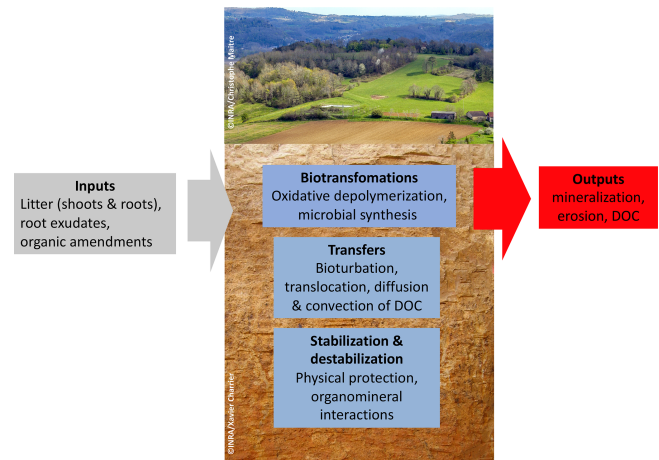 ©INRA/Christophe Maitre
Inputs
Litter (shoots & roots),
root exudates,
organic amendments
Biotransfomations
Oxidative depolymerization,
microbial synthesis
Transfers
Bioturbation,
translocation, diffusion
& convection of DOC
Stabilization &
destabilization
Physical protection,
organomineral
interactions
©INRA/Xavier Charrier
Outputs
mineralization,
erosion, DOC